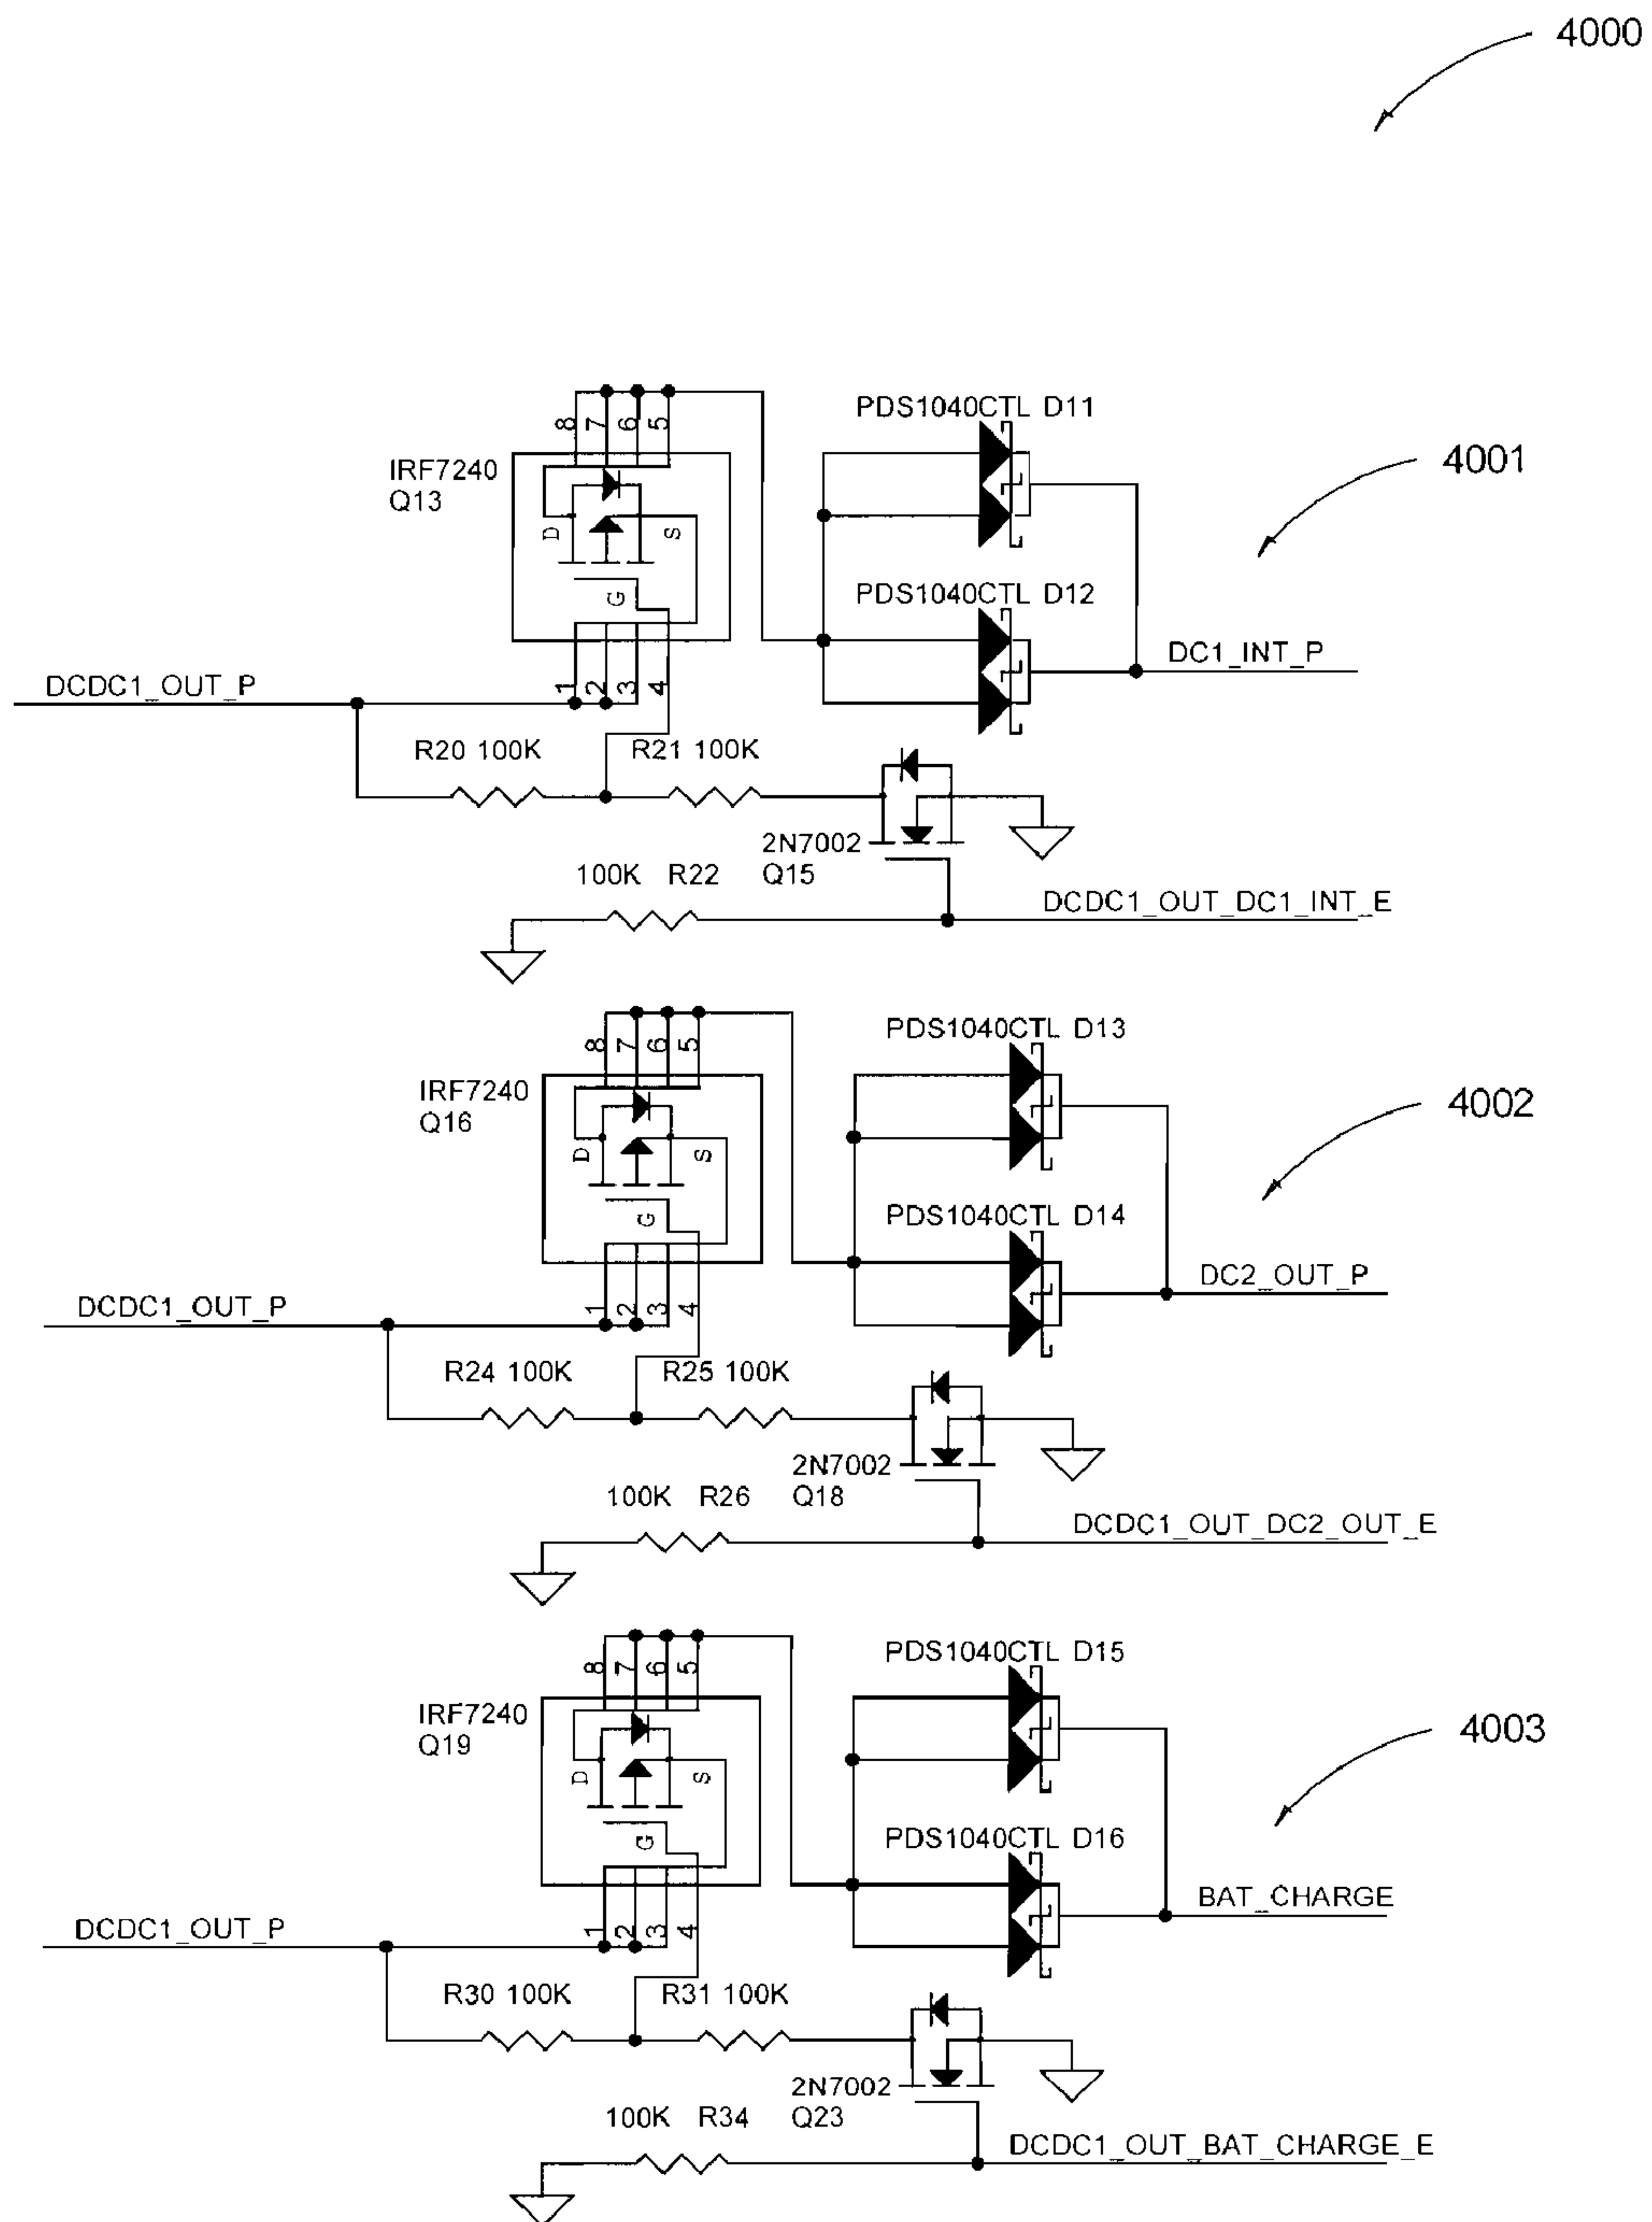 4000
8 7 6 5
PDS1040CTL D11
4001
IRF7240
Q13
D
S
G
PDS1040CTL D12
DC1_INT_P
DCDC1_OUT_P
1 2 3 4
R20 100K
R21 100K
2N7002
Q15
100K R22
DCDC1_OUT_DC1_INT_E
8 7 6 5
PDS1040CTL D13
4002
IRF7240
Q16
D
S
G
PDS1040CTL D14
DC2_OUT_P
DCDC1_OUT_P
1 2 3 4
R24 100K
R25 100K
2N7002
Q18
100K R26
DCDC1_OUT_DC2_OUT_E
8 7 6 5
PDS1040CTL D15
4003
IRF7240
Q19
D
S
G
PDS1040CTL D16
BAT_CHARGE
DCDC1_OUT_P
1 2 3 4
R30 100K
R31 100K
2N7002
Q23
100K R34
DCDC1_OUT_BAT_CHARGE_E